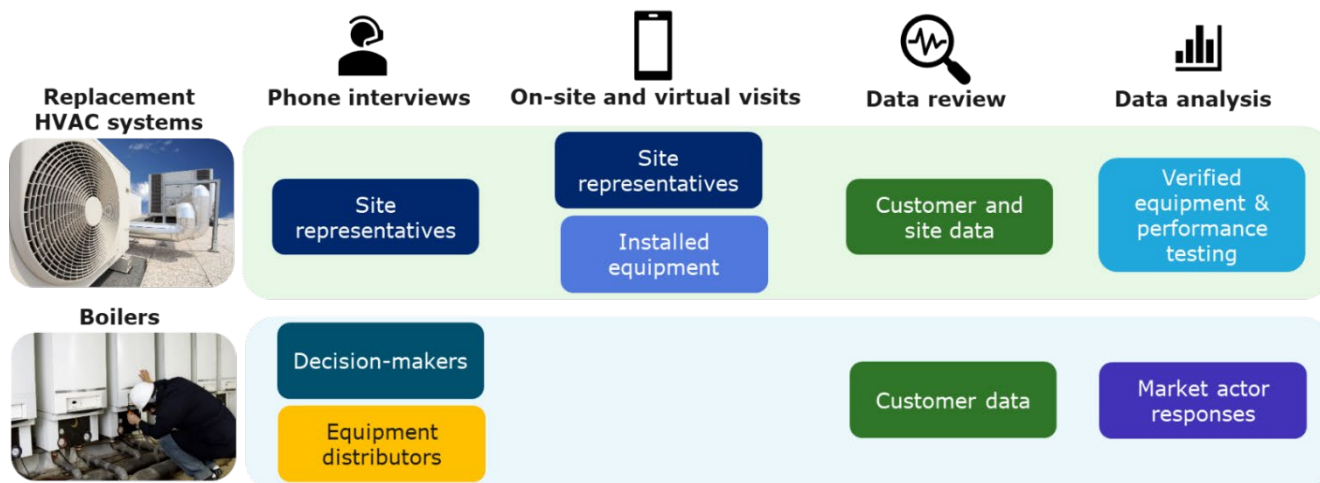 Replacement
HVAC systems
Phone interviews
On-site and virtual visits
Data review
Data analysis
Site
representatives
Site
representatives
Installed
equipment
Customer and
site data
Verified
equipment &
performance
testing
Boilers
Decision-makers
Equipment
distributors
Customer data
Market actor
responses